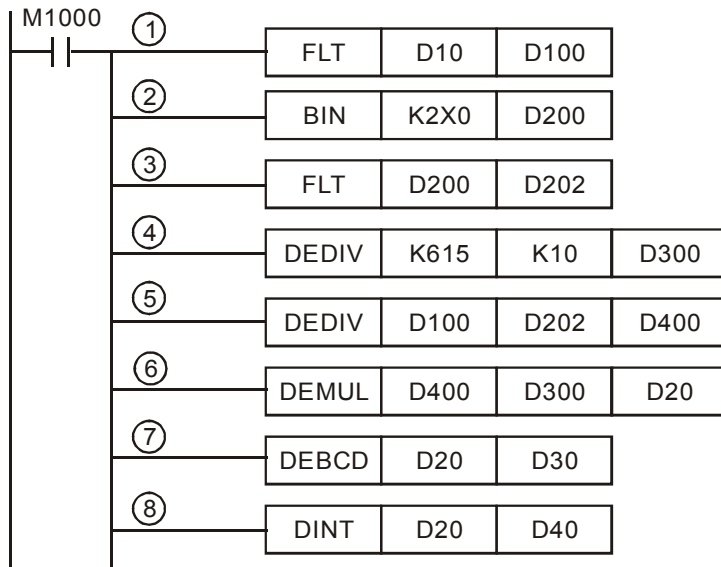 M1000
1 FLT D10 D100
2 BIN K2X0 D200
3 FLT D200 D202
4 DEDIV K615 K10 D300
5 DEDIV D100 D202 D400
6 DEMUL D400 D300 D20
7 DEBCD D20 D30
8 DINT D20 D40